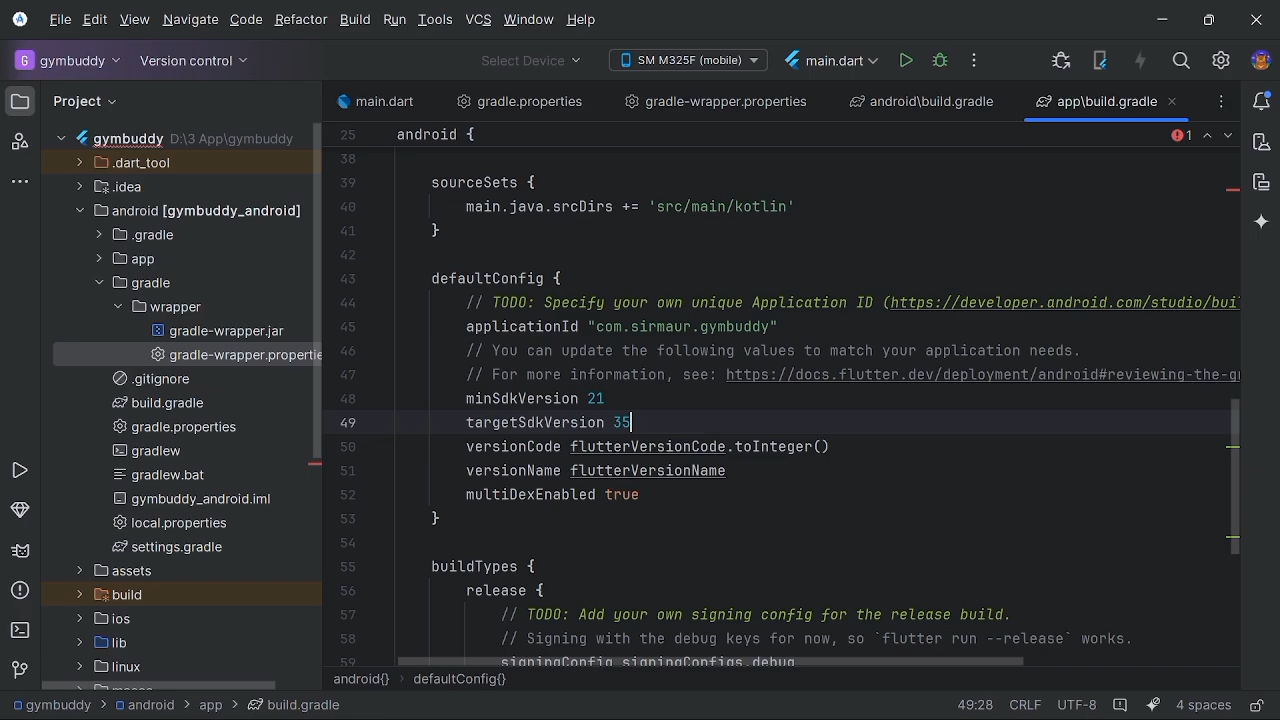 File Edit View Navigate Code Refactor Build Run Tools VCS Window Help
G gymbuddy Version control Select Device SM M325F (mobile) main.dart
Project
gymbuddy D:\3 App\gymbuddy
.dart_tool
.idea
android [gymbuddy_android]
.gradle
app
gradle
wrapper
gradle-wrapper.jar
gradle-wrapper.propertie
.gitignore
build.gradle
gradle.properties
gradlew
gradlew.bat
gymbuddy_android.iml
local.properties
settings.gradle
assets
build
ios
lib
linux
main.dart gradle.properties gradle-wrapper.properties android\build.gradle app\build.gradle
25 android {
1
38
39 sourceSets {
40 main.java.srcDirs += 'src/main/kotlin'
41 }
42
43 defaultConfig {
44 // TODO: Specify your own unique Application ID (https://developer.android.com/studio/bui
45 applicationId "com.sirmaur.gymbuddy"
46 // You can update the following values to match your application needs.
47 // For more information, see: https://docs.flutter.dev/deployment/android#reviewing-the-g
48 minSdkVersion 21
49 targetSdkVersion 35
50 versionCode flutterVersionCode.toInteger()
51 versionName flutterVersionName
52 multiDexEnabled true
53 }
54
55 buildTypes {
56 release {
57 // TODO: Add your own signing config for the release build.
58 // Signing with the debug keys for now, so `flutter run --release` works.
59 signingConfig signingConfigs.debug
android{} defaultConfig{}
gymbuddy android app build.gradle 49:28 CRLF UTF-8 4 spaces